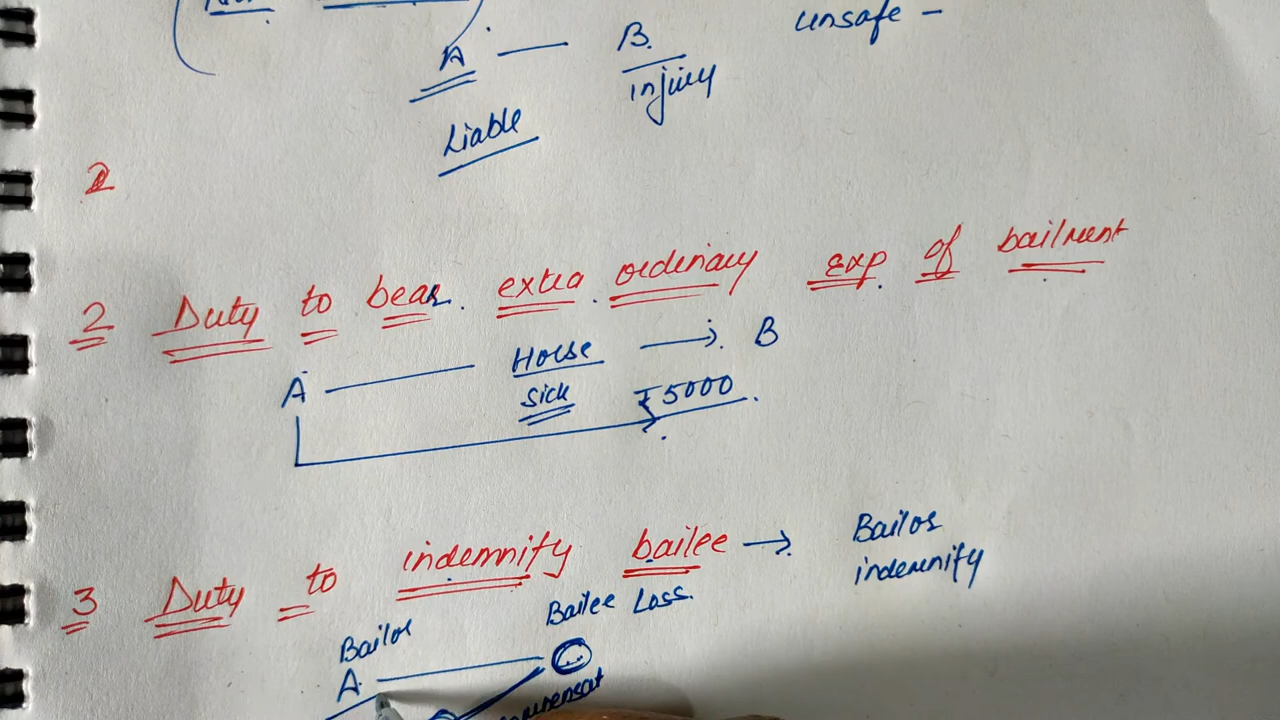 unsafe -
A — B.
injury
Liable
2
2 Duty to bear. extra. ordinary exp. of bailment
A — Horse → B
Sick ₹5000.
3 Duty to indemnify bailee → Bailor
indemnify
Bailee Loss.
Bailor
A